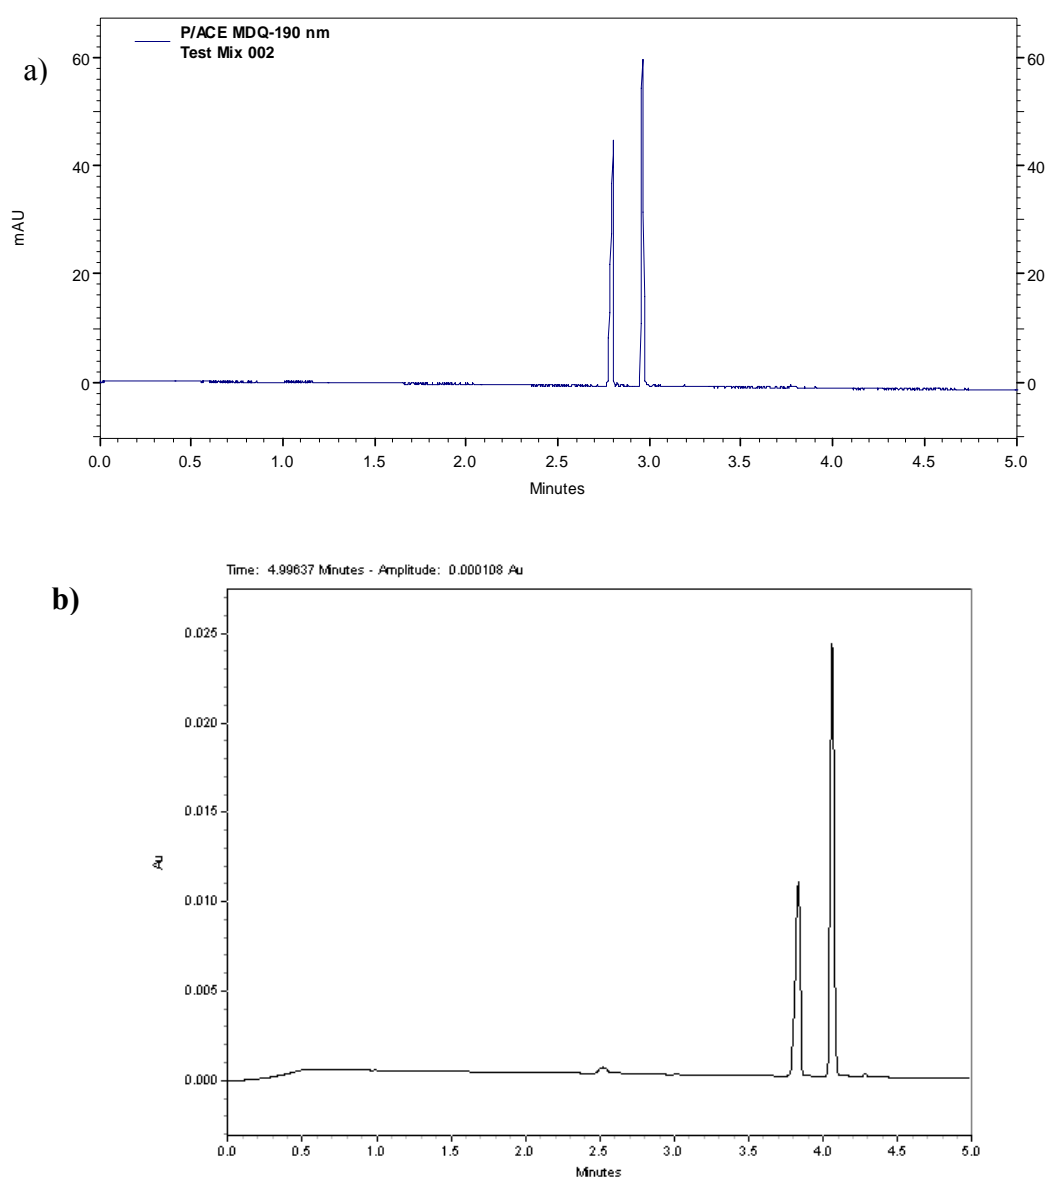 P/ACE MDQ-190 nm
Test Mix 002
a)
60 60
40 40
mAU
20 20
0 0
0.0 0.5 1.0 1.5 2.0 2.5 3.0 3.5 4.0 4.5 5.0
Minutes
Time: 4.99637 Minutes - Amplitude: 0.000108 Au
b)
0.025
0.020
0.015
Au
0.010
0.005
0.000
0.0 0.5 1.0 1.5 2.0 2.5 3.0 3.5 4.0 4.5 5.0
Minutes